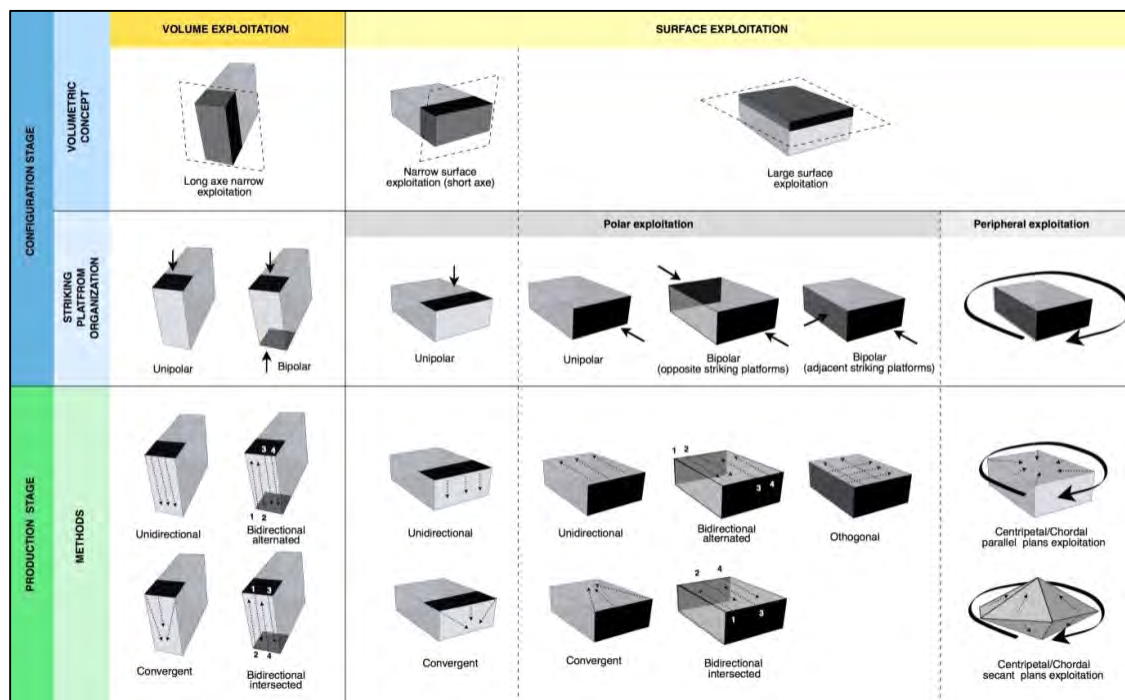 VOLUME EXPLOITATION
SURFACE EXPLOITATION
CONFIGURATION STAGE
VOLUMETRIC
CONCEPT
Long axe narrow
exploitation
Narrow surface
exploitation (short axe)
Large surface
exploitation
STRIKING
PLATFROM
ORGANIZATION
Polar exploitation
Peripheral exploitation
Unipolar
Bipolar
Unipolar
Unipolar
Bipolar
(opposite striking platforms)
Bipolar
(adjacent striking platforms)
PRODUCTION STAGE
METHODS
3 4
1 2
Unidirectional
Bidirectional
alternated
Unidirectional
Unidirectional
1 2
3 4
Bidirectional
alternated
Othogonal
Centripetal/Chordal
parallel plans exploitation
Convergent
1 3
2 4
Bidirectional
intersected
Convergent
Convergent
2 4
1 3
Bidirectional
intersected
Centripetal/Chordal
secant plans exploitation